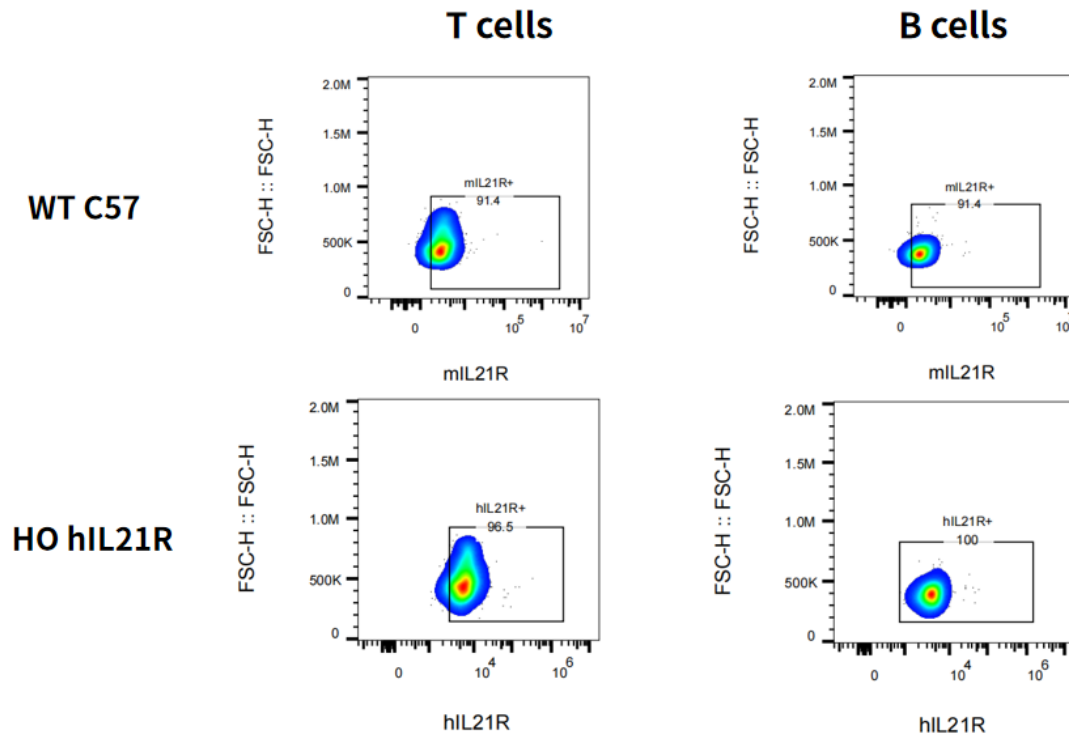 T cells
B cells
WT C57
FSC-H :: FSC-H
2.0M
1.5M
1.0M
500K
0
mIL21R+
91.4
0
10^5
10^7
mIL21R
FSC-H :: FSC-H
2.0M
1.5M
1.0M
500K
0
mIL21R+
91.4
0
10^5
mIL21R
HO hIL21R
FSC-H :: FSC-H
2.0M
1.5M
1.0M
500K
0
hIL21R+
96.5
0
10^4
10^6
hIL21R
FSC-H :: FSC-H
2.0M
1.5M
1.0M
500K
0
hIL21R+
100
0
10^4
10^6
hIL21R